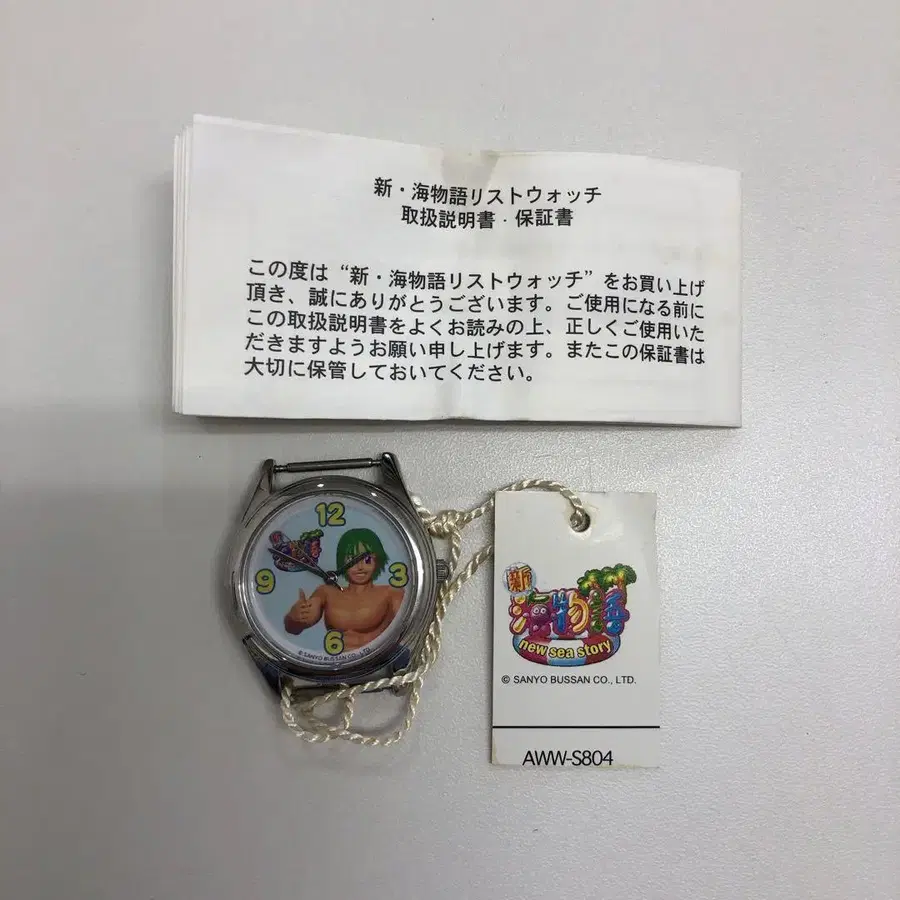 新・海物語リストウォッチ
取扱説明書・保証書
この度は“新・海物語リストウォッチ”をお買い上げ
頂き、誠にありがとうございます。ご使用になる前に
この取扱説明書をよくお読みの上、正しくご使用いた
だきますようお願い申し上げます。またこの保証書は
大切に保管しておいてください。
12
9
3
6
© SANYO BUSSAN CO., LTD.
新
海物語
new sea story
© SANYO BUSSAN CO., LTD.
AWW-S804